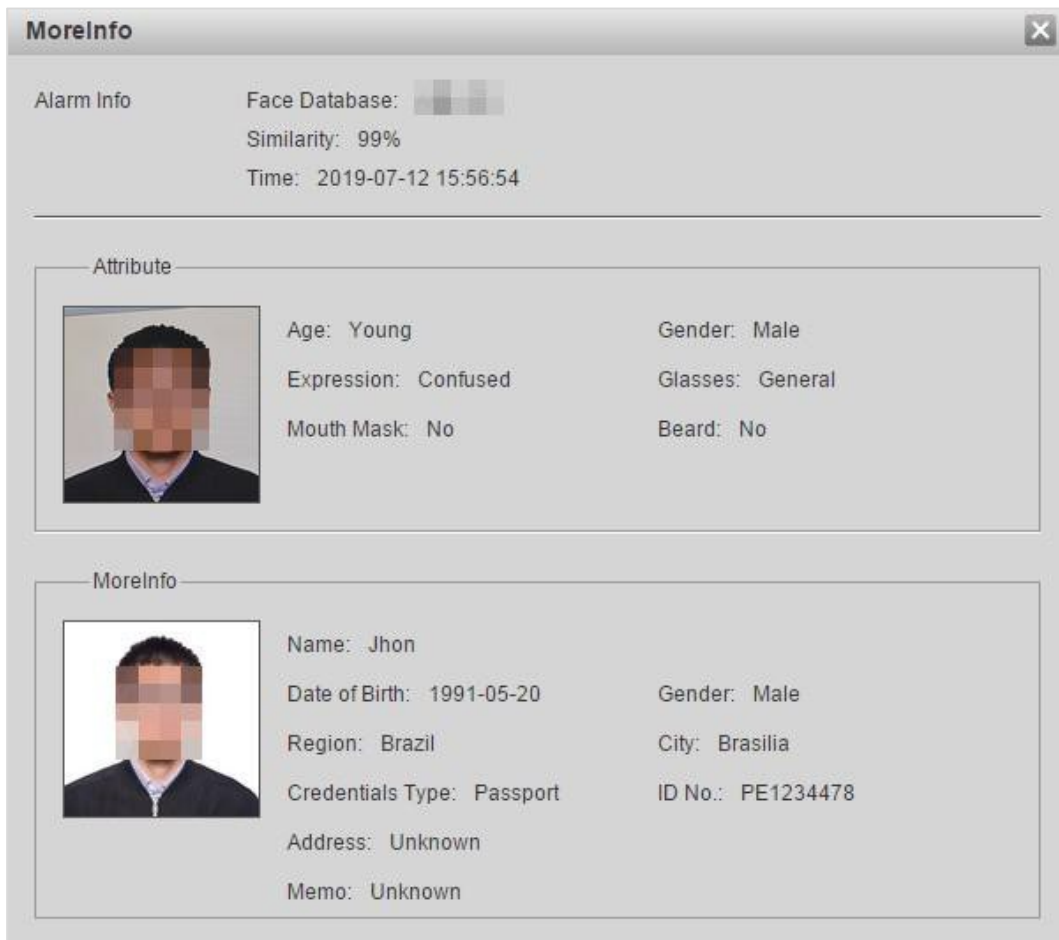 MoreInfo
Alarm Info
Face Database:
Similarity: 99%
Time: 2019-07-12 15:56:54
Attribute
Age: Young Gender: Male
Expression: Confused Glasses: General
Mouth Mask: No Beard: No
MoreInfo
Name: Jhon
Date of Birth: 1991-05-20 Gender: Male
Region: Brazil City: Brasilia
Credentials Type: Passport ID No.: PE1234478
Address: Unknown
Memo: Unknown